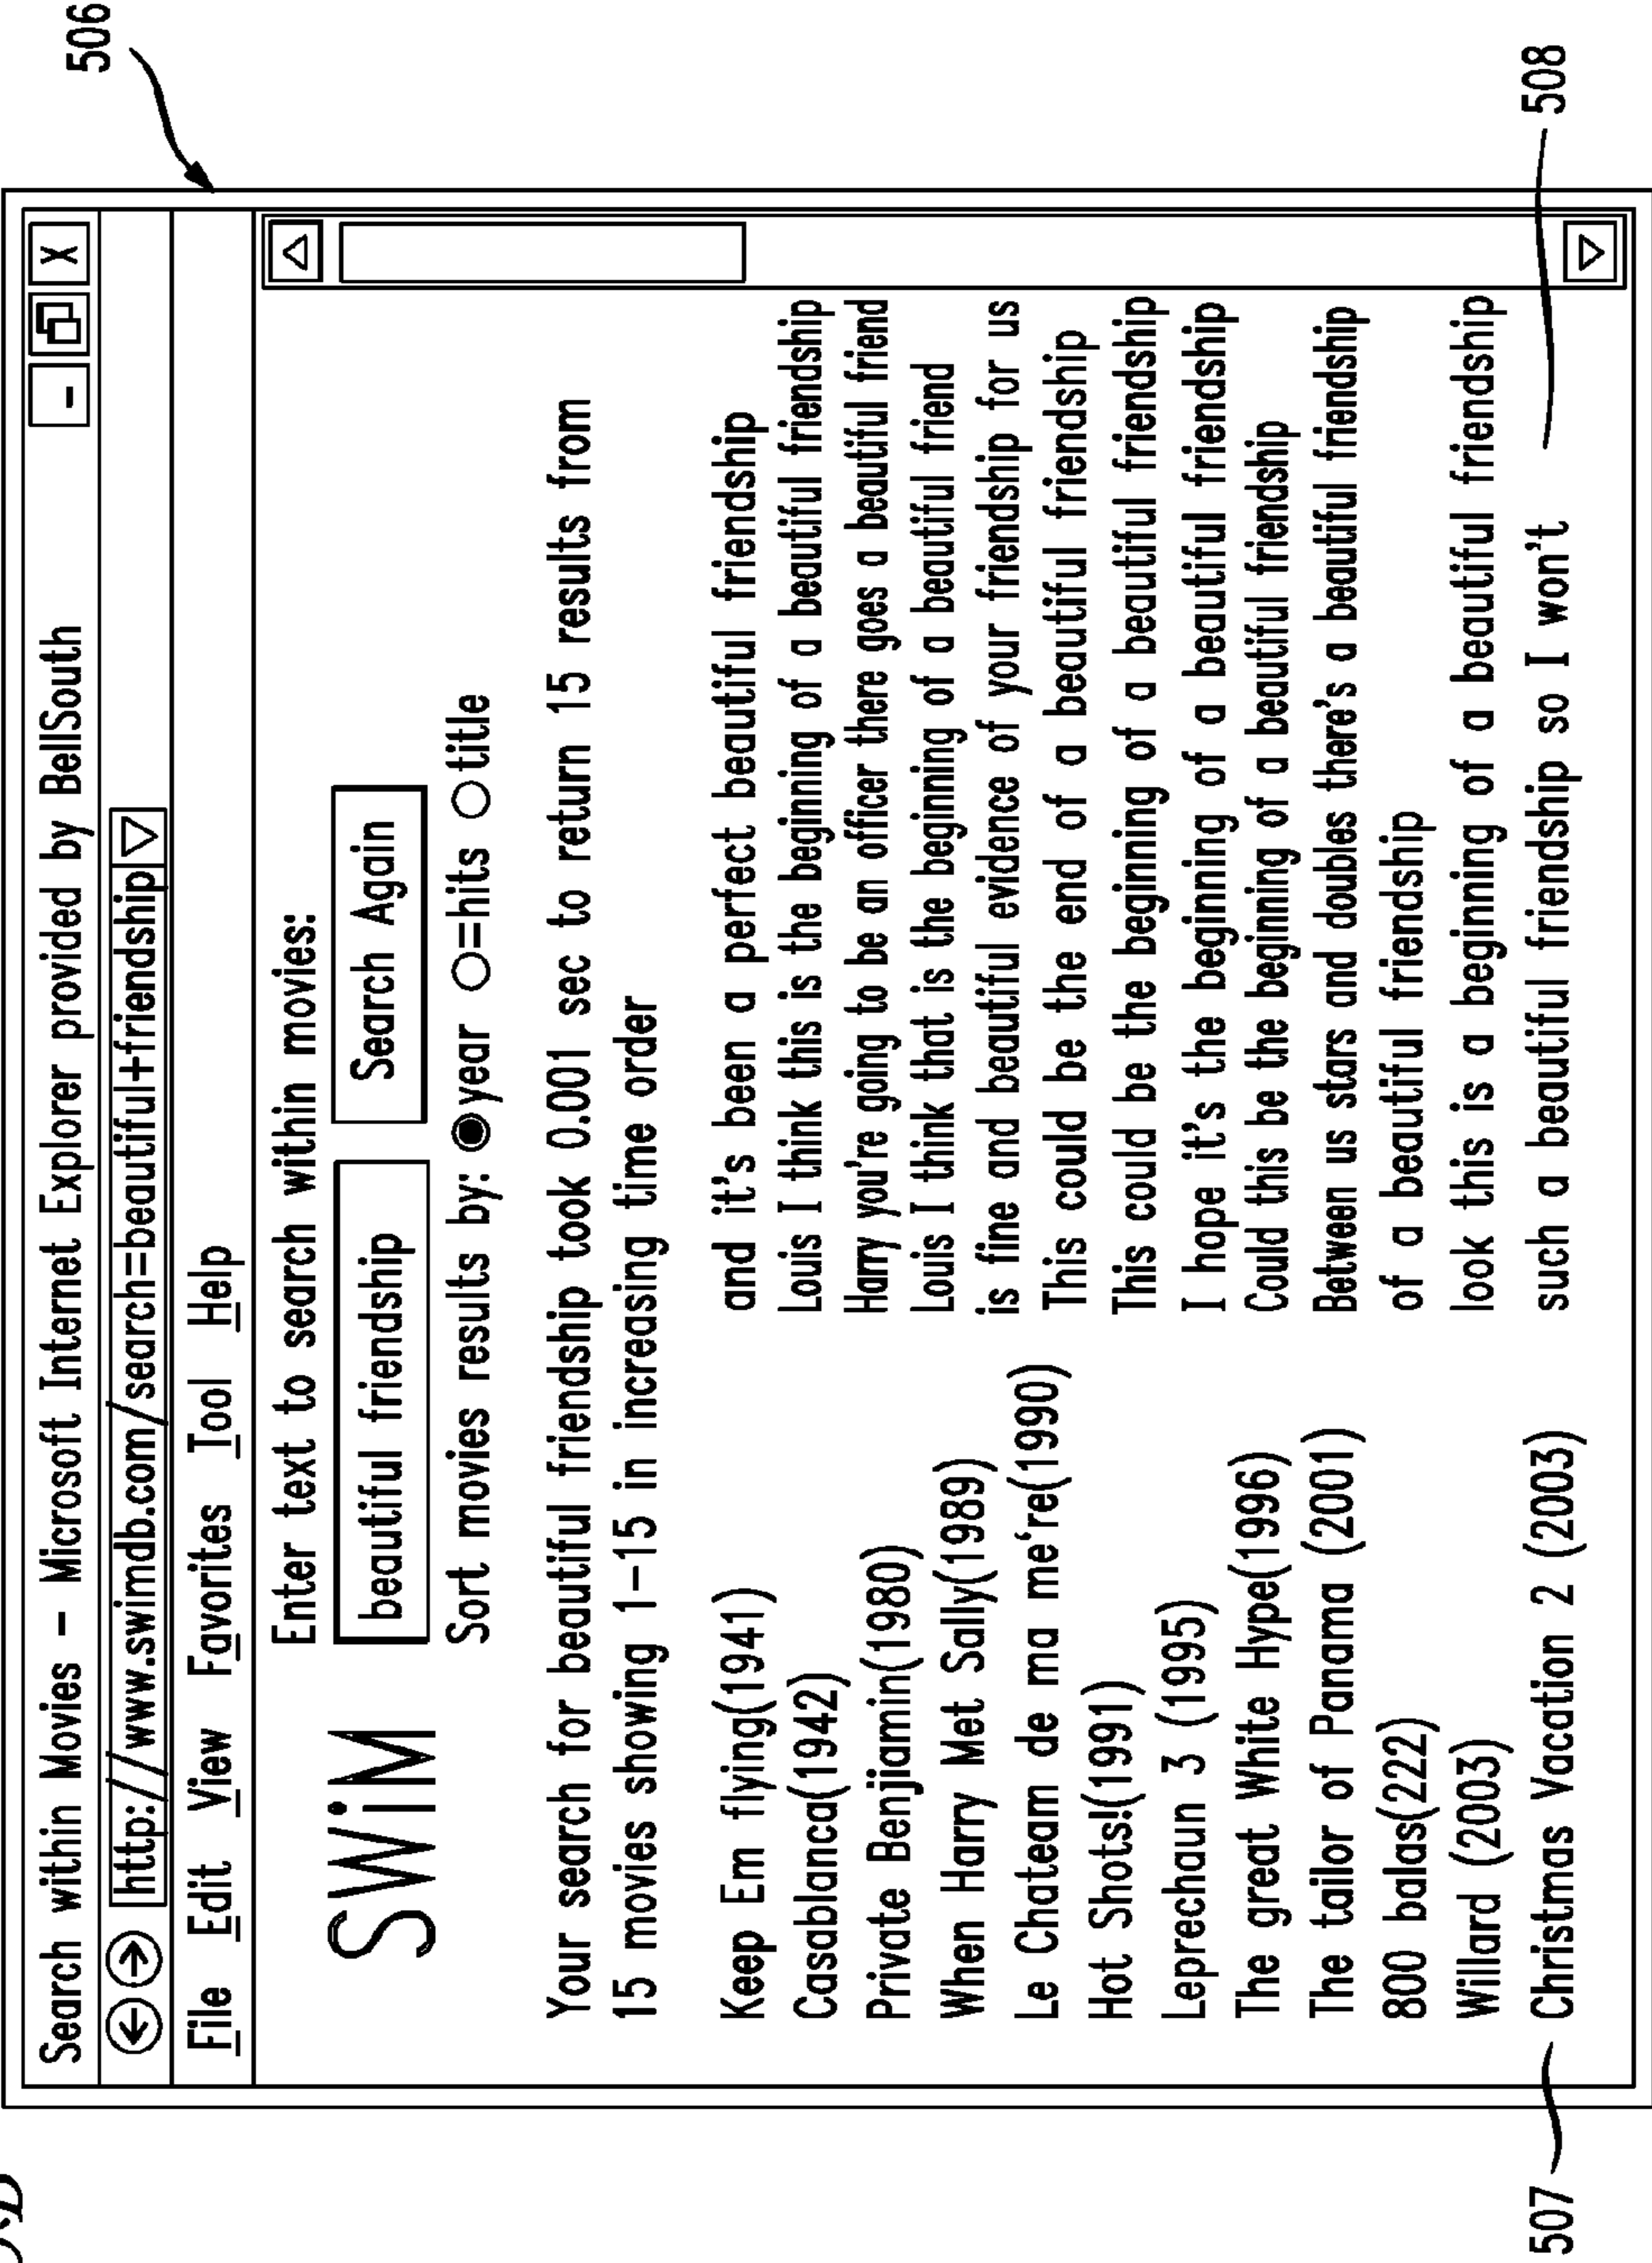 506
Search within Movies - Microsoft Internet Explorer provided by BellSouth
- X
http://www.swimdb.com/search=beautiful+friendship
File Edit View Favorites Tool Help
SWiM
Enter text to search within movies:
beautiful friendship Search Again
Sort movies results by: year =hits title
Your search for beautiful friendship took 0.001 sec to return 15 results from
15 movies showing 1-15 in increasing time order
Keep Em flying(1941) and it's been a perfect beautiful friendship
Casablanca(1942) Louis I think this is the beginning of a beautiful friendship
Private Benjiamin(1980) Harry you're going to be an officer there goes a beautiful friend
When Harry Met Sally(1989) Louis I think that is the beginning of a beautiful friend
Le Chateam de ma me're(1990) is fine and beautiful evidence of your friendship for us
Hot Shots!(1991) This could be the end of a beautiful friendship
Leprechaun 3 (1995) This could be the beginning of a beautiful friendship
The great White Hype(1996) I hope it's the beginning of a beautiful friendship
The tailor of Panama (2001) Could this be the beginning of a beautiful friendship
800 balas(222) Between us stars and doubles there's a beautiful friendship
of a beautiful friendship
Willard (2003) look this is a beginning of a beautiful friendship
507 Christmas Vacation 2 (2003) such a beautiful friendship so I won't 508